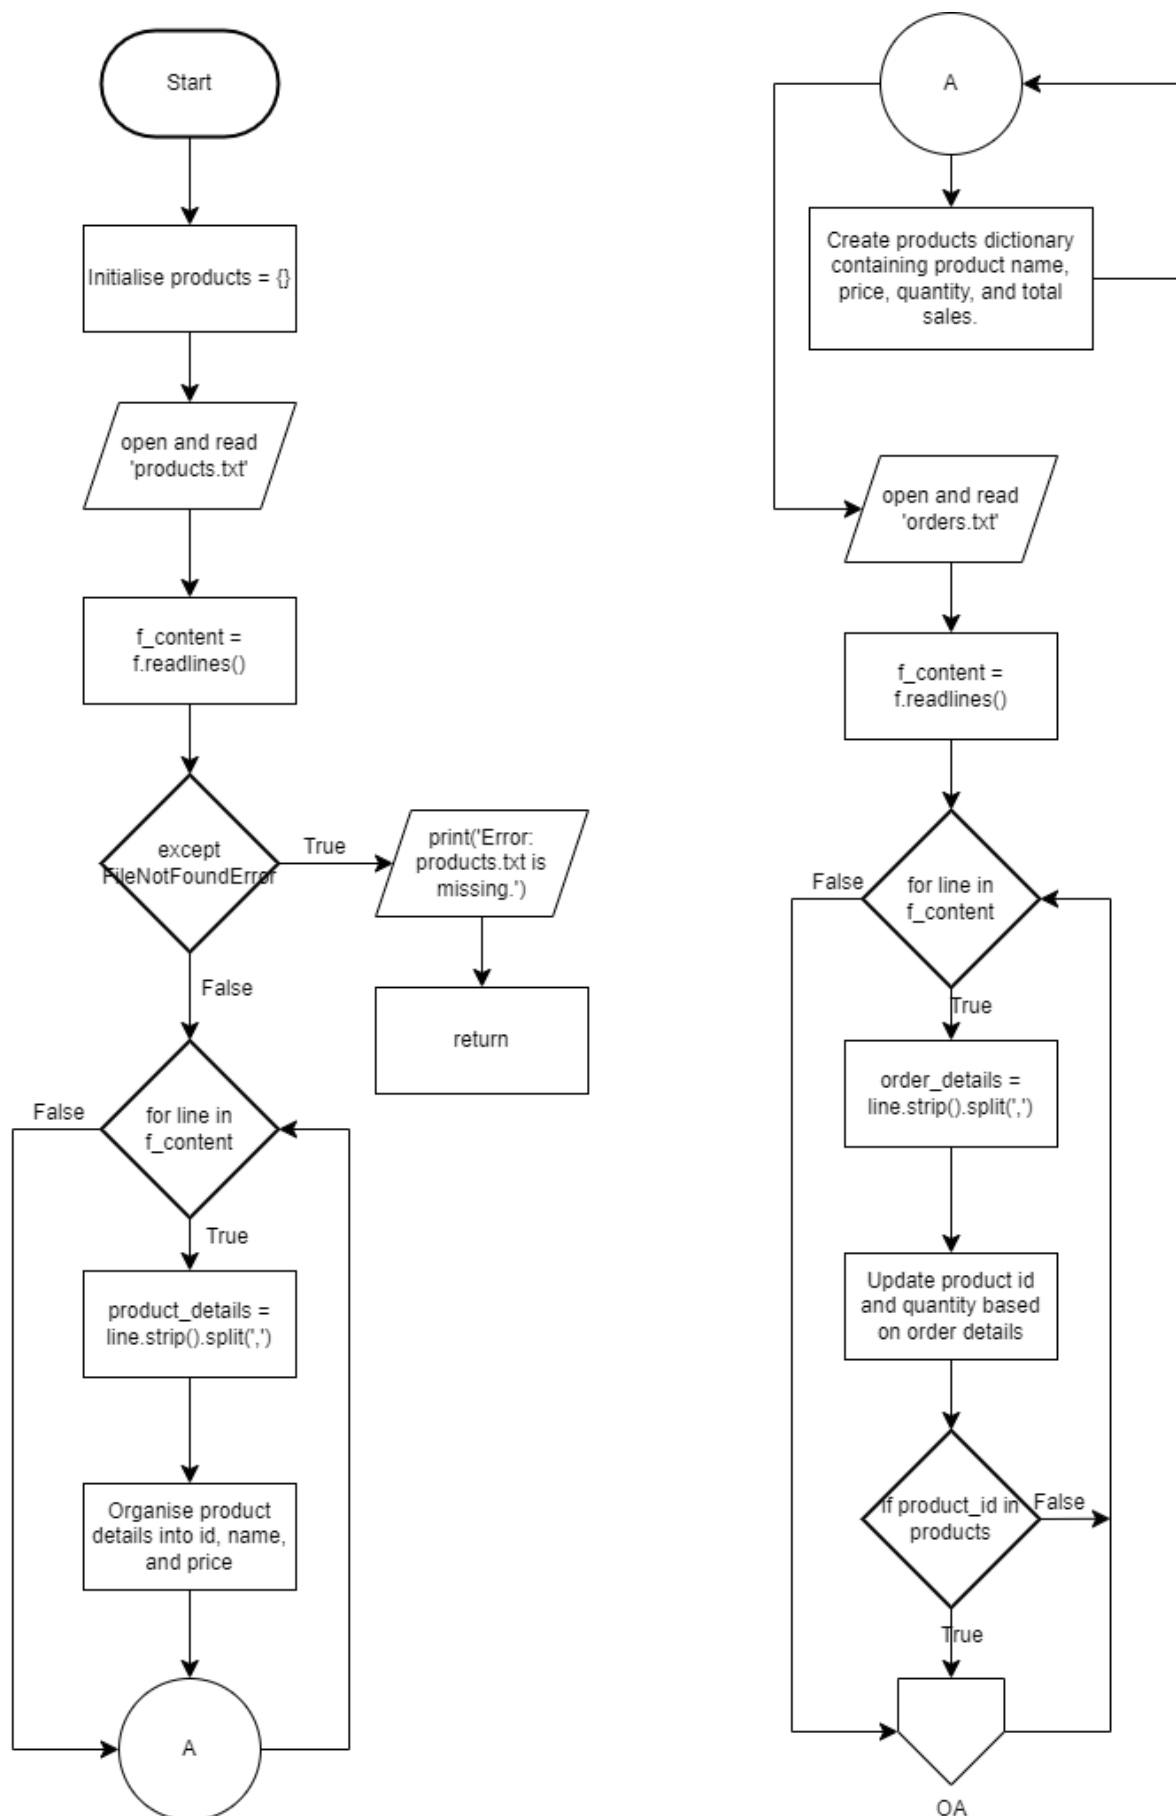 Start
Initialise products = {}
open and read
'products.txt'
f_content =
f.readlines()
except
FileNotFoundError
True
print('Error:
products.txt is
missing.')
return
False
for line in
f_content
False
True
product_details =
line.strip().split(',')
Organise product
details into id, name,
and price
A
A
Create products dictionary
containing product name,
price, quantity, and total
sales.
open and read
'orders.txt'
f_content =
f.readlines()
for line in
f_content
False
True
order_details =
line.strip().split(',')
Update product id
and quantity based
on order details
If product_id in
products
False
True
OA